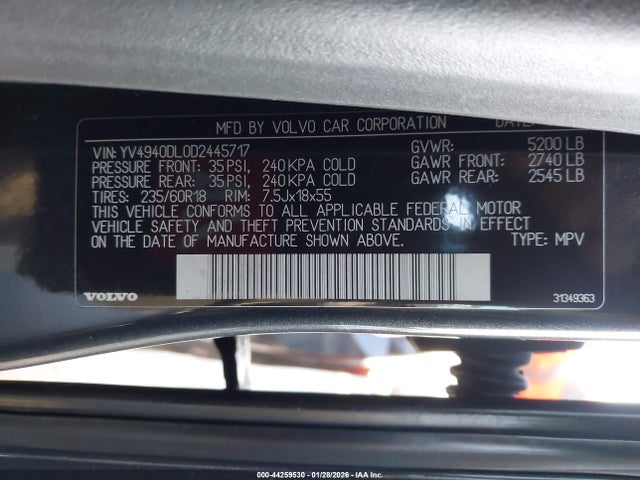 MFD BY VOLVO CAR CORPORATION DATE
VIN: YV4940DL0D2445717 GVWR: 5200 LB
PRESSURE FRONT: 35 PSI, 240 KPA COLD GAWR FRONT: 2740 LB
PRESSURE REAR: 35 PSI, 240 KPA COLD GAWR REAR: 2545 LB
TIRES: 235/60R18 RIM: 7.5Jx18x55
THIS VEHICLE CONFORMS TO ALL APPLICABLE FEDERAL MOTOR
VEHICLE SAFETY AND THEFT PREVENTION STANDARDS IN EFFECT
ON THE DATE OF MANUFACTURE SHOWN ABOVE. TYPE: MPV
VOLVO 31349363
000-44259530 - 01/28/2026 - IAA Inc.